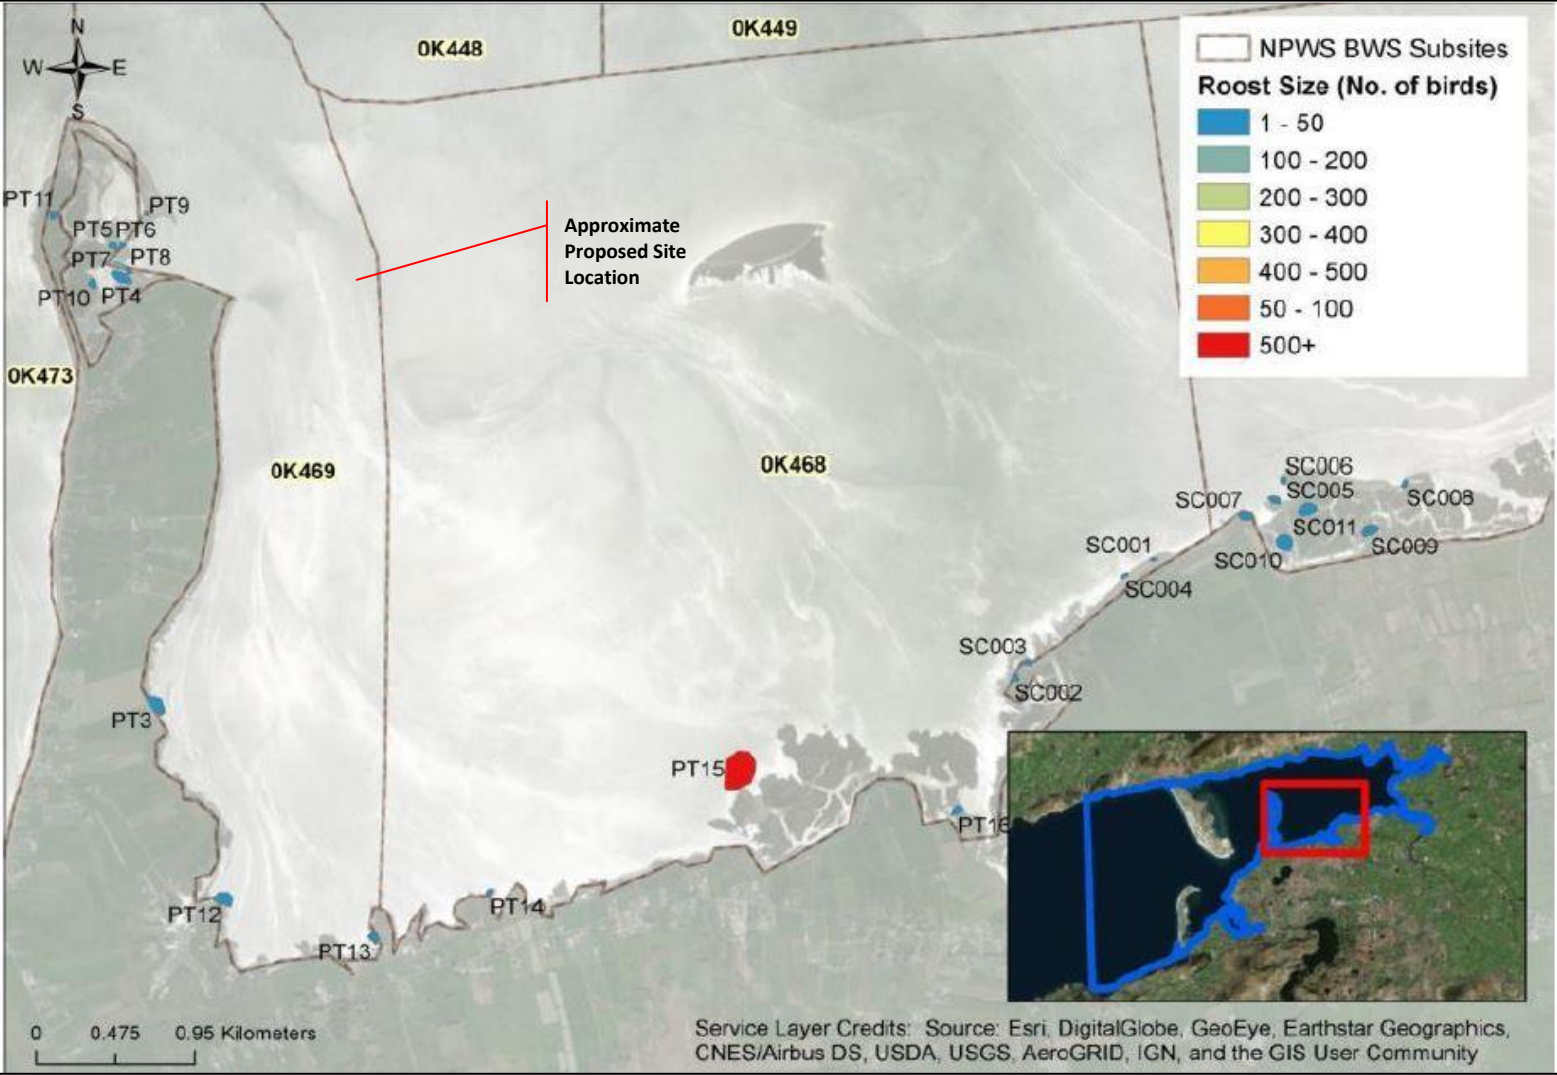 N
W E
S
0K448
0K449
NPWS BWS Subsites
Roost Size (No. of birds)
1 - 50
100 - 200
200 - 300
300 - 400
400 - 500
50 - 100
500+
PT11
PT9
PT5 PT6
PT7 PT8
PT10 PT4
Approximate
Proposed Site
Location
0K473
0K469
0K468
SC006
SC007 SC005 SC008
SC011
SC001 SC010 SC009
SC004
SC003
SC002
PT3
PT15
PT16
PT12
PT14
PT13
0 0.475 0.95 Kilometers
Service Layer Credits: Source: Esri, DigitalGlobe, GeoEye, Earthstar Geographics,
CNES/Airbus DS, USDA, USGS, AeroGRID, IGN, and the GIS User Community